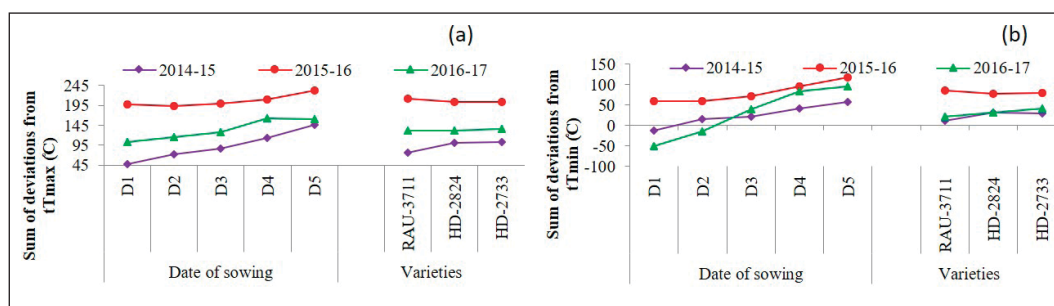 (a)
2014-15 2015-16 2016-17
Sum of deviations from
tTmax (°C)
245
195
145
95
45
D1 D2 D3 D4 D5 RAU-3711 HD-2824 HD-2733
Date of sowing Varieties
(b)
2014-15 2015-16 2016-17
Sum of deviations from
tTmin (°C)
150
100
50
0
-50
-100
D1 D2 D3 D4 D5 RAU-3711 HD-2824 HD-2733
Date of sowing Varieties